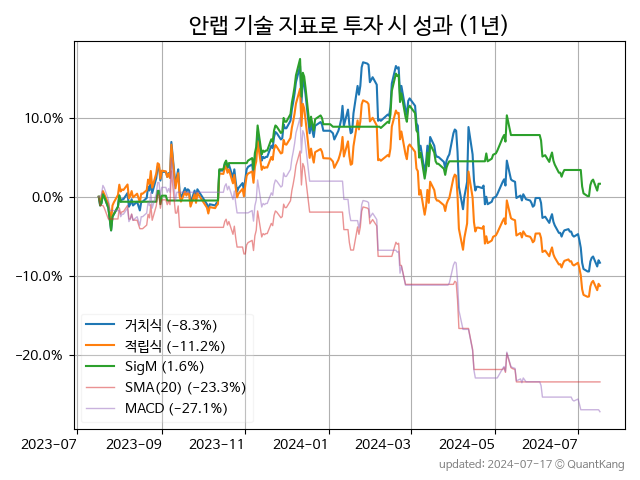 안랩 기술 지표로 투자 시 성과 (1년)
10.0%
0.0%
−10.0%
−20.0%
거치식 (−8.3%)
적립식 (−11.2%)
SigM (1.6%)
SMA(20) (−23.3%)
MACD (−27.1%)
2023-07 2023-09 2023-11 2024-01 2024-03 2024-05 2024-07
updated: 2024-07-17 © QuantKang